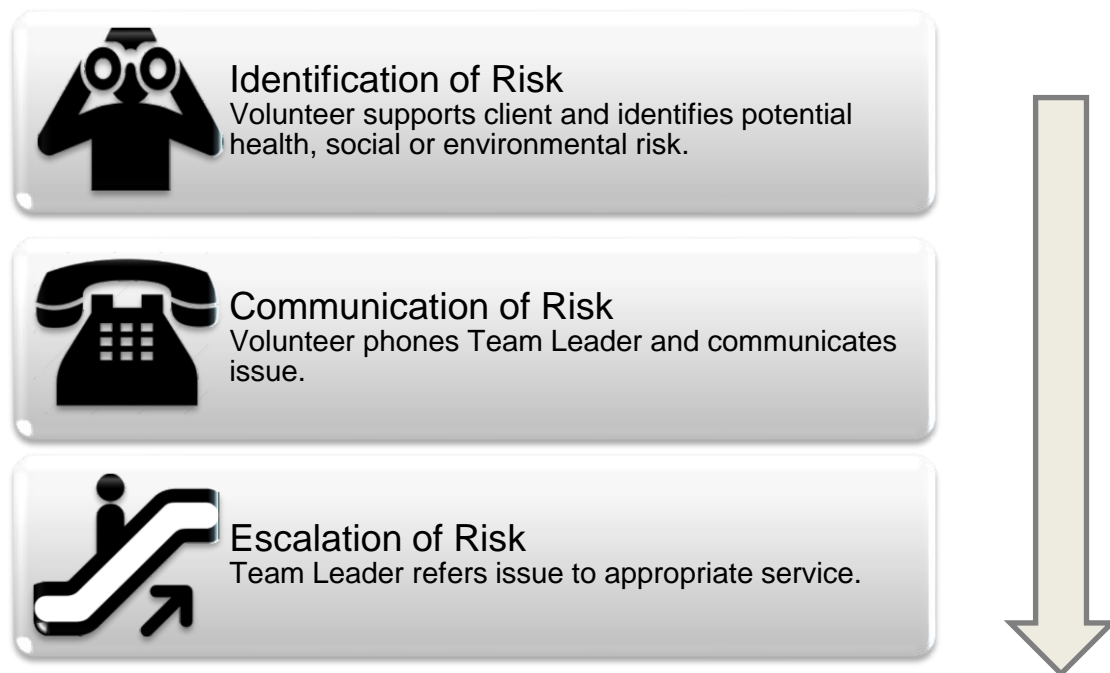 Identification of Risk
Volunteer supports client and identifies potential
health, social or environmental risk.
Communication of Risk
Volunteer phones Team Leader and communicates
issue.
Escalation of Risk
Team Leader refers issue to appropriate service.